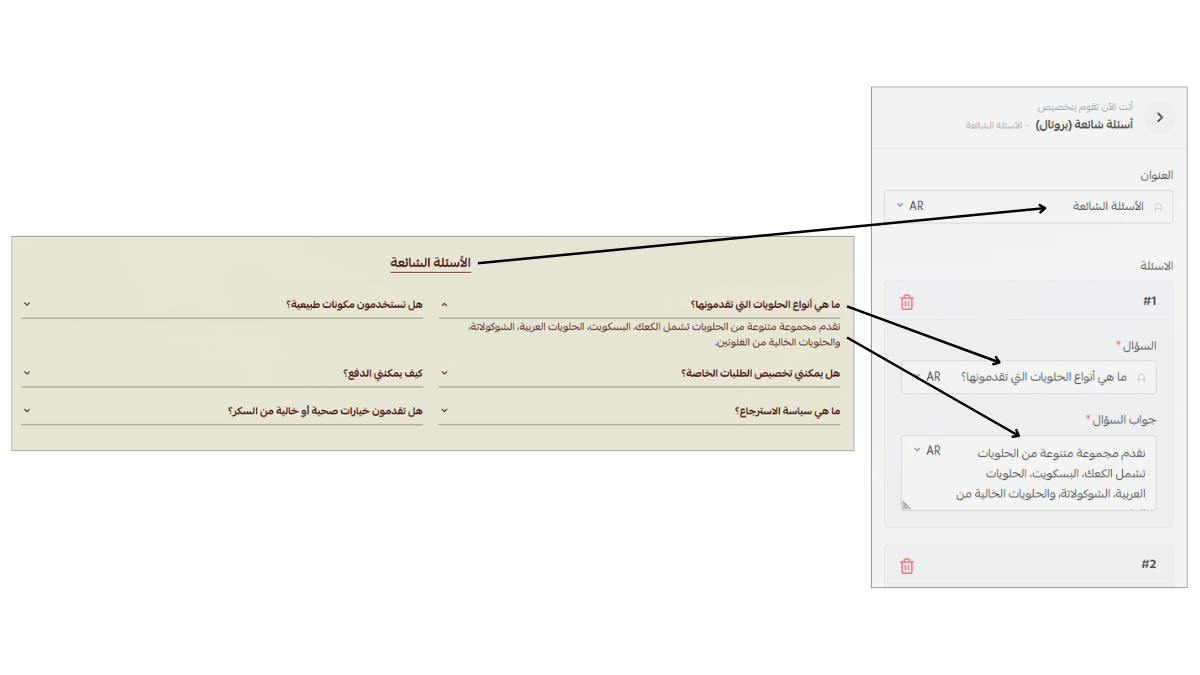 أنت الآن تقوم بتخصيص
أسئلة شائعة (بروتال) - الأسئلة الشائعة
العنوان
الأسئلة الشائعة AR
الاسئلة
#1
السؤال *
ما هي أنواع الحلويات التي تقدمونها؟ AR
جواب السؤال *
نقدم مجموعة متنوعة من الحلويات AR
تشمل الكعك، البسكويت، الحلويات
العربية، الشوكولاتة، والحلويات الخالية من
#2
الأسئلة الشائعة
ما هي أنواع الحلويات التي تقدمونها؟
نقدم مجموعة متنوعة من الحلويات تشمل الكعك، البسكويت، الحلويات العربية، الشوكولاتة،
والحلويات الخالية من الغلوتين.
هل تستخدمون مكونات طبيعية؟
هل يمكنني تخصيص الطلبات الخاصة؟
كيف يمكنني الدفع؟
ما هي سياسة الاسترجاع؟
هل تقدمون خيارات صحية أو خالية من السكر؟